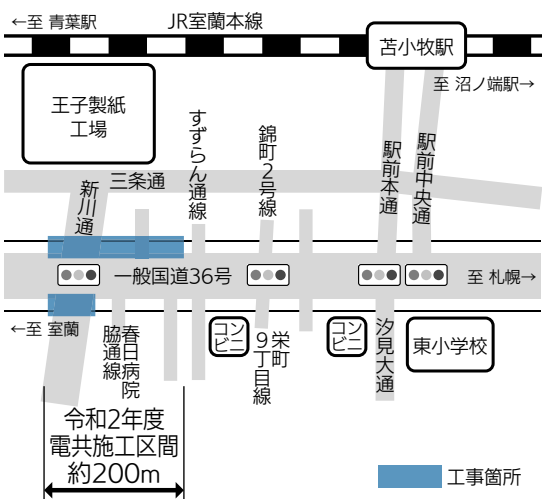 ←至 青葉駅
JR室蘭本線
苫小牧駅
至 沼ノ端駅→
王子製紙
工場
すずらん通線
錦町2号線
駅前本通
駅前中央通
三条通
新川通
一般国道36号
至 札幌→
←至 室蘭
春日病院
脇通線
コン
ビニ
栄町
9丁目線
コン
ビニ
汐見大通
東小学校
令和2年度
電共施工区間
約200m
工事箇所